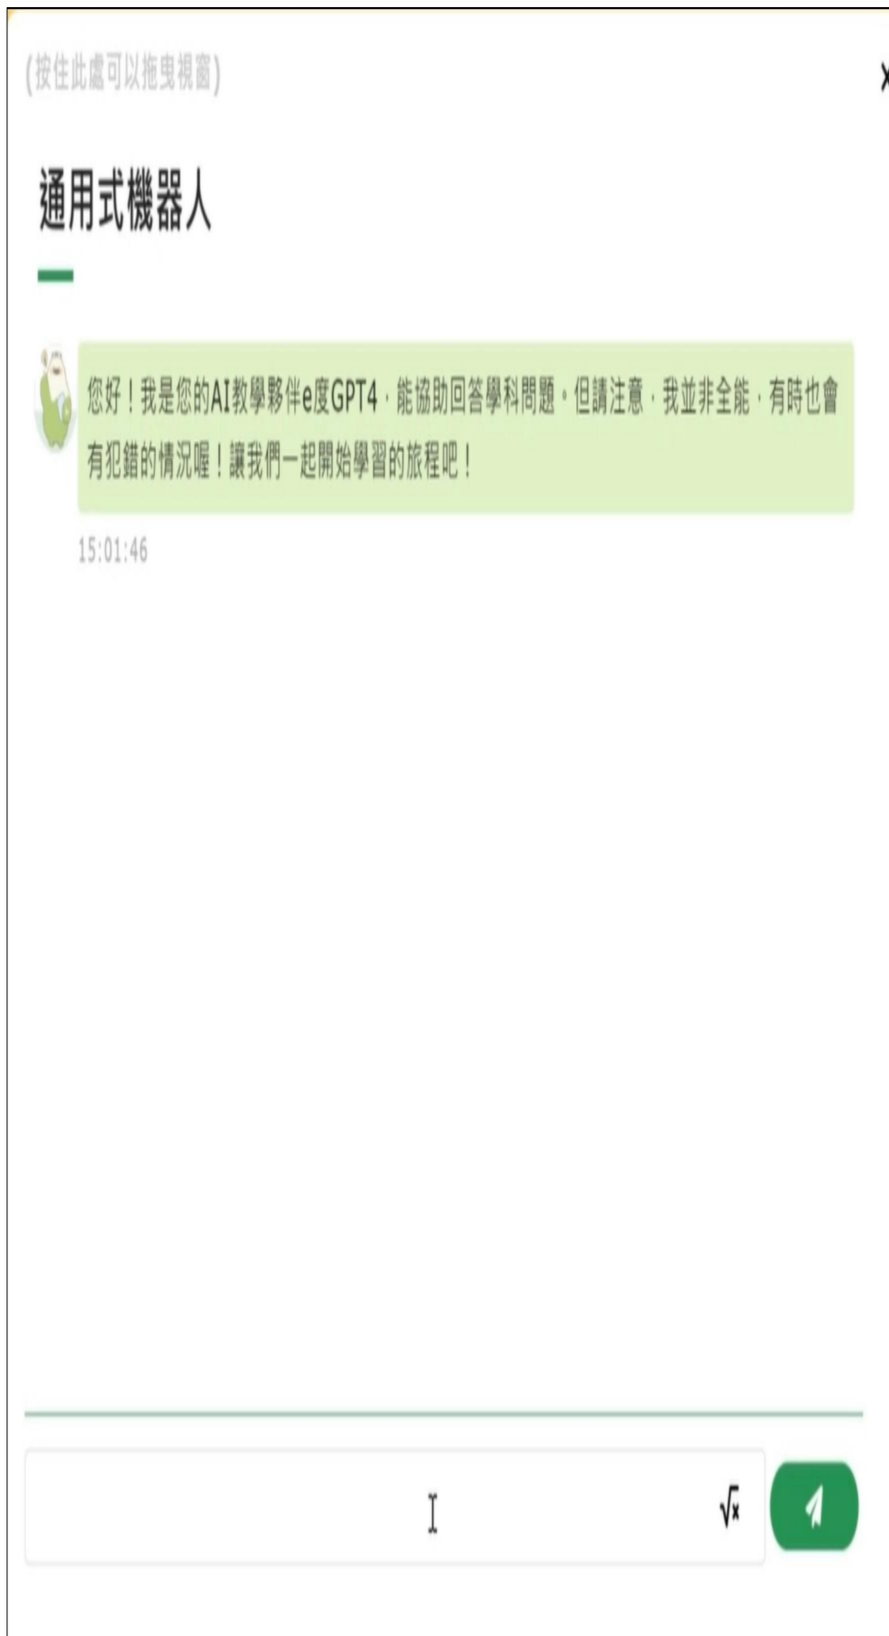 (按住此處可以拖曳視窗)
通用式機器人
您好！我是您的AI教學夥伴e度GPT4，能協助回答學科問題。但請注意，我並非全能，有時也會
有犯錯的情況喔！讓我們一起開始學習的旅程吧！
15:01:46
√x